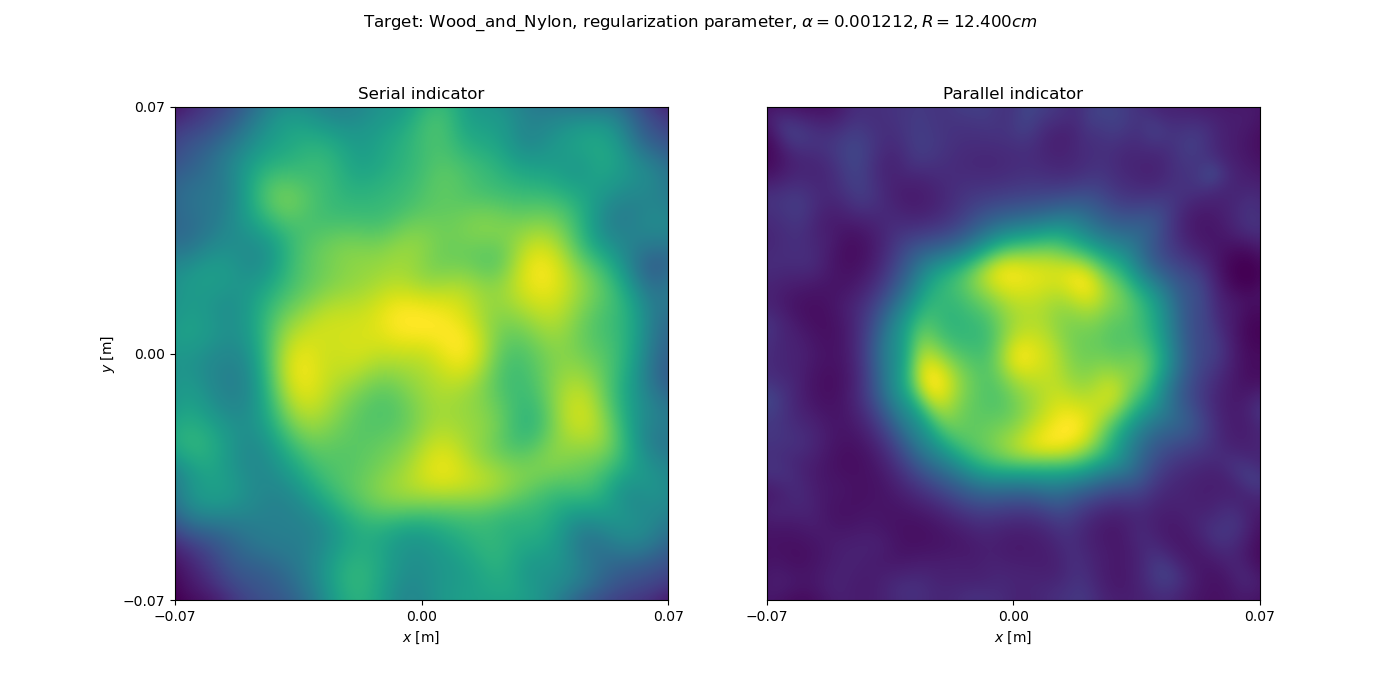 Target: Wood_and_Nylon, regularization parameter, α = 0.001212, R = 12.400cm
Serial indicator
Parallel indicator
0.07
0.00
−0.07
y [m]
−0.07
0.00
0.07
x [m]
−0.07
0.00
0.07
x [m]